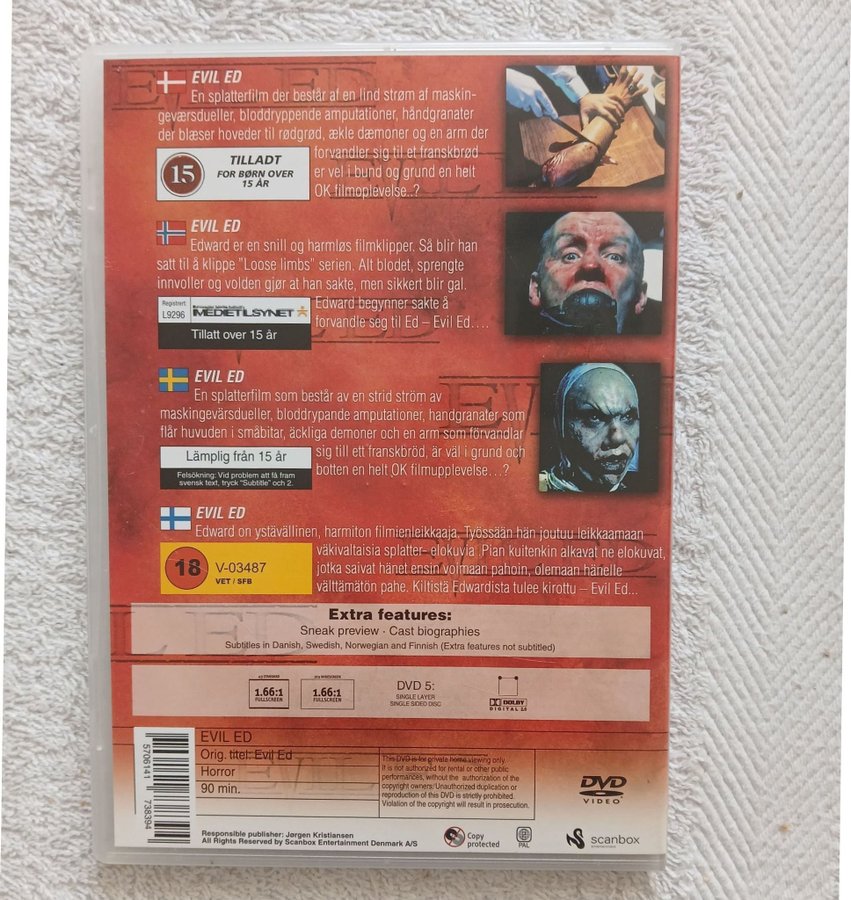 EVIL ED
En splatterfilm der består af en lind strøm af maskin-
geværsdueller, bloddryppende amputationer, håndgranater
der blæser hoveder til rødgrød, ækle dæmoner og en arm der
forvandler sig til et franskbrød
er vel i bund og grund en helt
OK filmoplevelse..?
15
TILLADT
FOR BØRN OVER
15 ÅR
EVIL ED
Edward er en snill og harmløs filmklipper. Så blir han
satt til å klippe "Loose limbs" serien. Alt blodet, sprengte
innvoller og volden gjør at han sakte, men sikkert blir gal.
Edward begynner sakte å
forvandle seg til Ed – Evil Ed....
Registrert:
L9296
MEDIETILSYNET
Tillatt over 15 år
EVIL ED
En splatterfilm som består av en strid ström av
maskingevärsdueller, bloddrypande amputationer, handgranater som
flår huvuden i småbitar, äckliga demoner och en arm som förvandlar
sig till ett franskbröd, är väl i grund och
botten en helt OK filmupplevelse...?
Lämplig från 15 år
Felsökning: Vid problem att få fram
svensk text, tryck "Subtitle" och 2.
EVIL ED
Edward on ystävällinen, harmiton filmienleikkaaja. Työssään hän joutuu leikkaamaan
väkivaltaisia splatter- elokuvia. Pian kuitenkin alkavat ne elokuvat,
jotka saivat hänet ensin voimaan pahoin, olemaan hänelle
välttämätön pahe. Kiltistä Edwardista tulee kirottu – Evil Ed...
18
V-03487
VET / SFB
Extra features:
Sneak preview · Cast biographies
Subtitles in Danish, Swedish, Norwegian and Finnish (Extra features not subtitled)
1.66:1
FULLSCREEN
1.66:1
FULLSCREEN
DVD 5:
SINGLE LAYER
SINGLE SIDED DISC
DOLBY
DIGITAL 2.0
5706141 738394
EVIL ED
Orig. titel: Evil Ed
Horror
90 min.
This DVD is for private home viewing only.
It is not authorized for rental or other public
performances, without the authorization of the
copyright owners. Unauthorized duplication or
reproduction of this DVD is strictly prohibited.
Violation of the copyright will result in prosecution.
DVD
VIDEO
Responsible publisher: Jørgen Kristiansen
All Rights Reserved by Scanbox Entertainment Denmark A/S
Copy
protected
PAL
scanbox